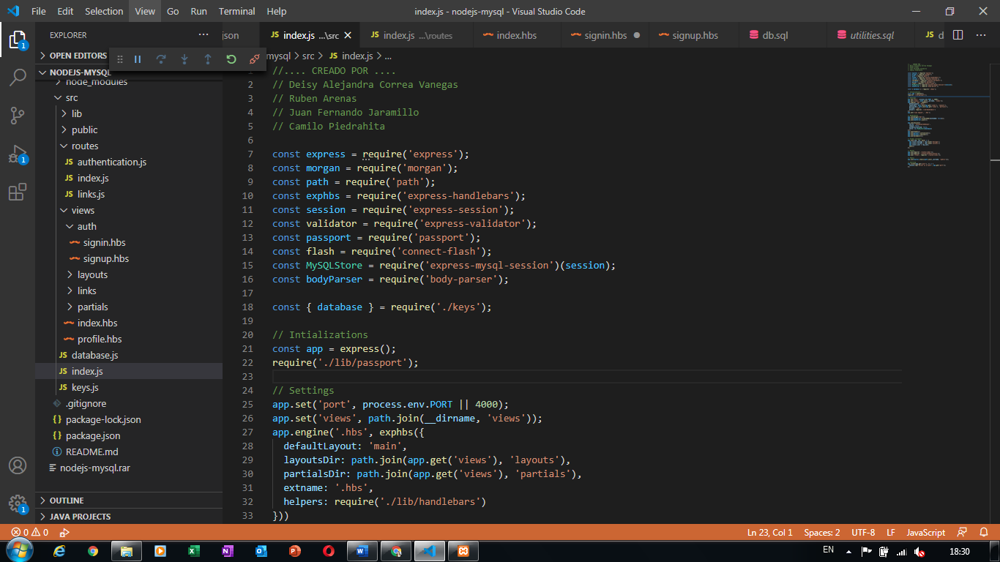 File Edit Selection View Go Run Terminal Help
index.js - nodejs-mysql - Visual Studio Code
EXPLORER
json
index.js ...\src
index.js ...\routes
index.hbs
signin.hbs
signup.hbs
db.sql
utilities.sql
JS d
mysql > src > JS index.js > ...
OPEN EDITORS
NODEJS-MYSQL
node_modules
src
lib
public
routes
JS authentication.js
JS index.js
JS links.js
views
auth
signin.hbs
signup.hbs
layouts
links
partials
index.hbs
profile.hbs
JS database.js
JS index.js
JS keys.js
.gitignore
{} package-lock.json
{} package.json
README.md
nodejs-mysql.rar
OUTLINE
JAVA PROJECTS
1 //.... CREADO POR ....
2 // Deisy Alejandra Correa Vanegas
3 // Ruben Arenas
4 // Juan Fernando Jaramillo
5 // Camilo Piedrahita
6
7 const express = require('express');
8 const morgan = require('morgan');
9 const path = require('path');
10 const exphbs = require('express-handlebars');
11 const session = require('express-session');
12 const validator = require('express-validator');
13 const passport = require('passport');
14 const flash = require('connect-flash');
15 const MySQLStore = require('express-mysql-session')(session);
16 const bodyParser = require('body-parser');
17
18 const { database } = require('./keys');
19
20 // Intializations
21 const app = express();
22 require('./lib/passport');
23
24 // Settings
25 app.set('port', process.env.PORT || 4000);
26 app.set('views', path.join(__dirname, 'views'));
27 app.engine('.hbs', exphbs({
28 defaultLayout: 'main',
29 layoutsDir: path.join(app.get('views'), 'layouts'),
30 partialsDir: path.join(app.get('views'), 'partials'),
31 extname: '.hbs',
32 helpers: require('./lib/handlebars')
33 }))
1
1
1
0 0
Ln 23, Col 1 Spaces: 2 UTF-8 LF JavaScript
EN 18:30